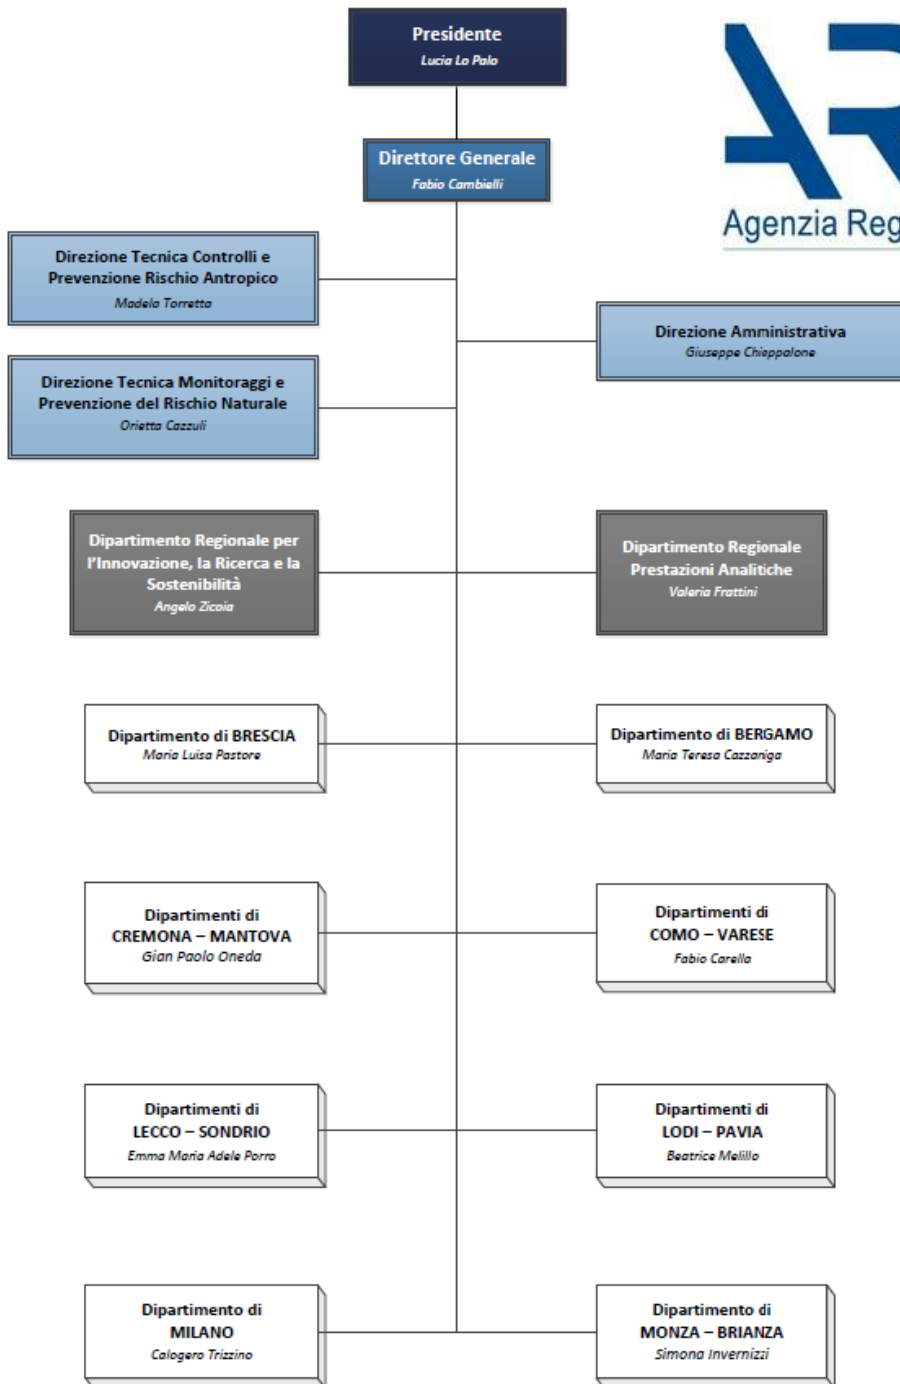 Presidente
Lucia Lo Palo
AR
Agenzia Reg
Direttore Generale
Fabio Cambielli
Direzione Tecnica Controlli e
Prevenzione Rischio Antropico
Madela Torretta
Direzione Amministrativa
Giuseppe Chiappalone
Direzione Tecnica Monitoraggi e
Prevenzione del Rischio Naturale
Orietta Cazzuli
Dipartimento Regionale per
l'Innovazione, la Ricerca e la
Sostenibilità
Angelo Zicoia
Dipartimento Regionale
Prestazioni Analitiche
Valeria Frattini
Dipartimento di BRESCIA
Maria Luisa Pastore
Dipartimento di BERGAMO
Maria Teresa Cazzaniga
Dipartimenti di
CREMONA – MANTOVA
Gian Paolo Oneda
Dipartimenti di
COMO – VARESE
Fabio Carella
Dipartimenti di
LECCO – SONDRIO
Emma Maria Adele Porro
Dipartimenti di
LODI – PAVIA
Beatrice Melillo
Dipartimento di
MILANO
Calogero Trizzino
Dipartimento di
MONZA – BRIANZA
Simona Invernizzi